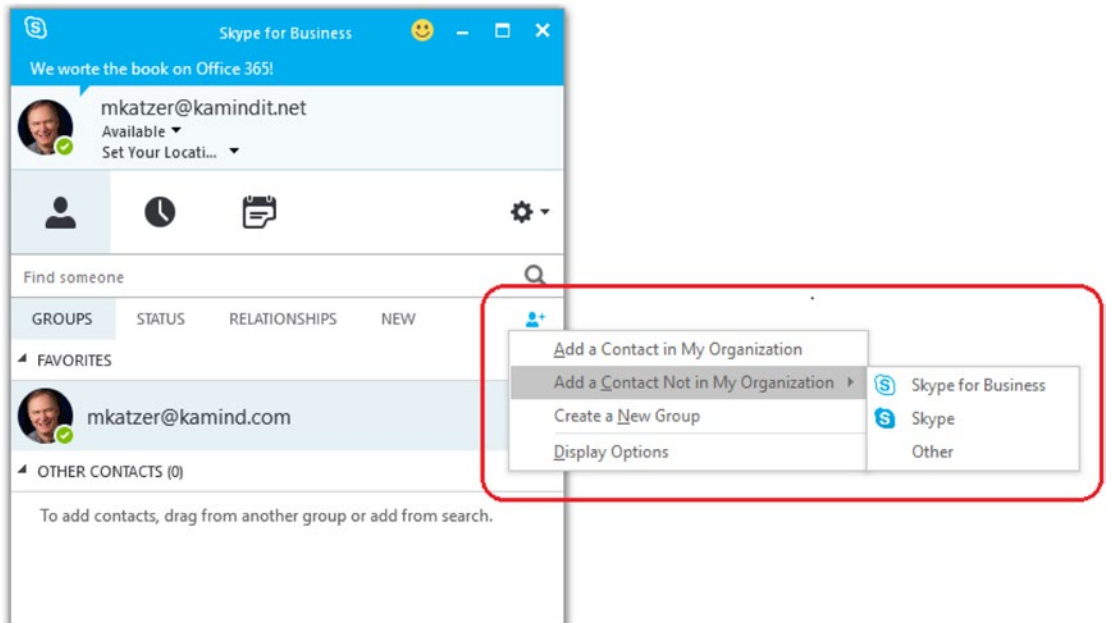 Skype for Business
We worte the book on Office 365!
mkatzer@kamindit.net
Available
Set Your Locati...
Find someone
GROUPS STATUS RELATIONSHIPS NEW
FAVORITES
mkatzer@kamind.com
OTHER CONTACTS (0)
To add contacts, drag from another group or add from search.
Add a Contact in My Organization
Add a Contact Not in My Organization
Create a New Group
Display Options
Skype for Business
Skype
Other